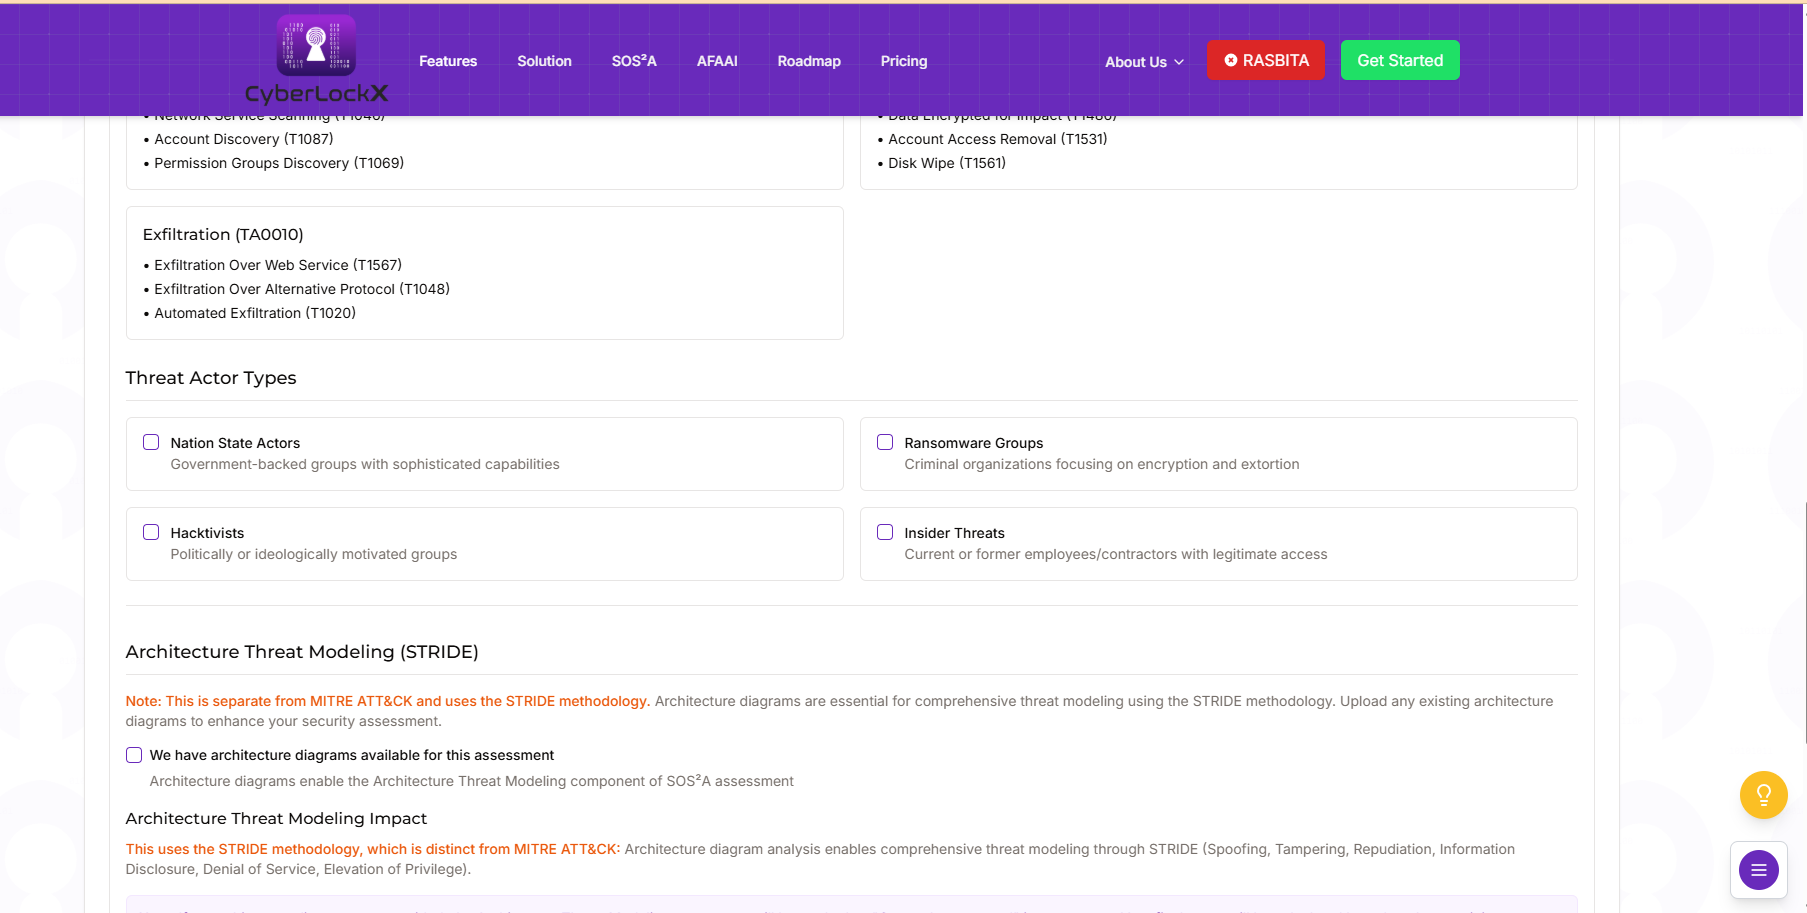 CyberLockX
Features
Solution
SOS²A
AFAAI
Roadmap
Pricing
About Us
RASBITA
Get Started
• Network Service Scanning (T1046)
• Account Discovery (T1087)
• Permission Groups Discovery (T1069)
• Data Encrypted for Impact (T1486)
• Account Access Removal (T1531)
• Disk Wipe (T1561)
Exfiltration (TA0010)
• Exfiltration Over Web Service (T1567)
• Exfiltration Over Alternative Protocol (T1048)
• Automated Exfiltration (T1020)
Threat Actor Types
Nation State Actors
Government-backed groups with sophisticated capabilities
Ransomware Groups
Criminal organizations focusing on encryption and extortion
Hacktivists
Politically or ideologically motivated groups
Insider Threats
Current or former employees/contractors with legitimate access
Architecture Threat Modeling (STRIDE)
Note: This is separate from MITRE ATT&CK and uses the STRIDE methodology. Architecture diagrams are essential for comprehensive threat modeling using the STRIDE methodology. Upload any existing architecture
diagrams to enhance your security assessment.
We have architecture diagrams available for this assessment
Architecture diagrams enable the Architecture Threat Modeling component of SOS²A assessment
Architecture Threat Modeling Impact
This uses the STRIDE methodology, which is distinct from MITRE ATT&CK: Architecture diagram analysis enables comprehensive threat modeling through STRIDE (Spoofing, Tampering, Repudiation, Information
Disclosure, Denial of Service, Elevation of Privilege).